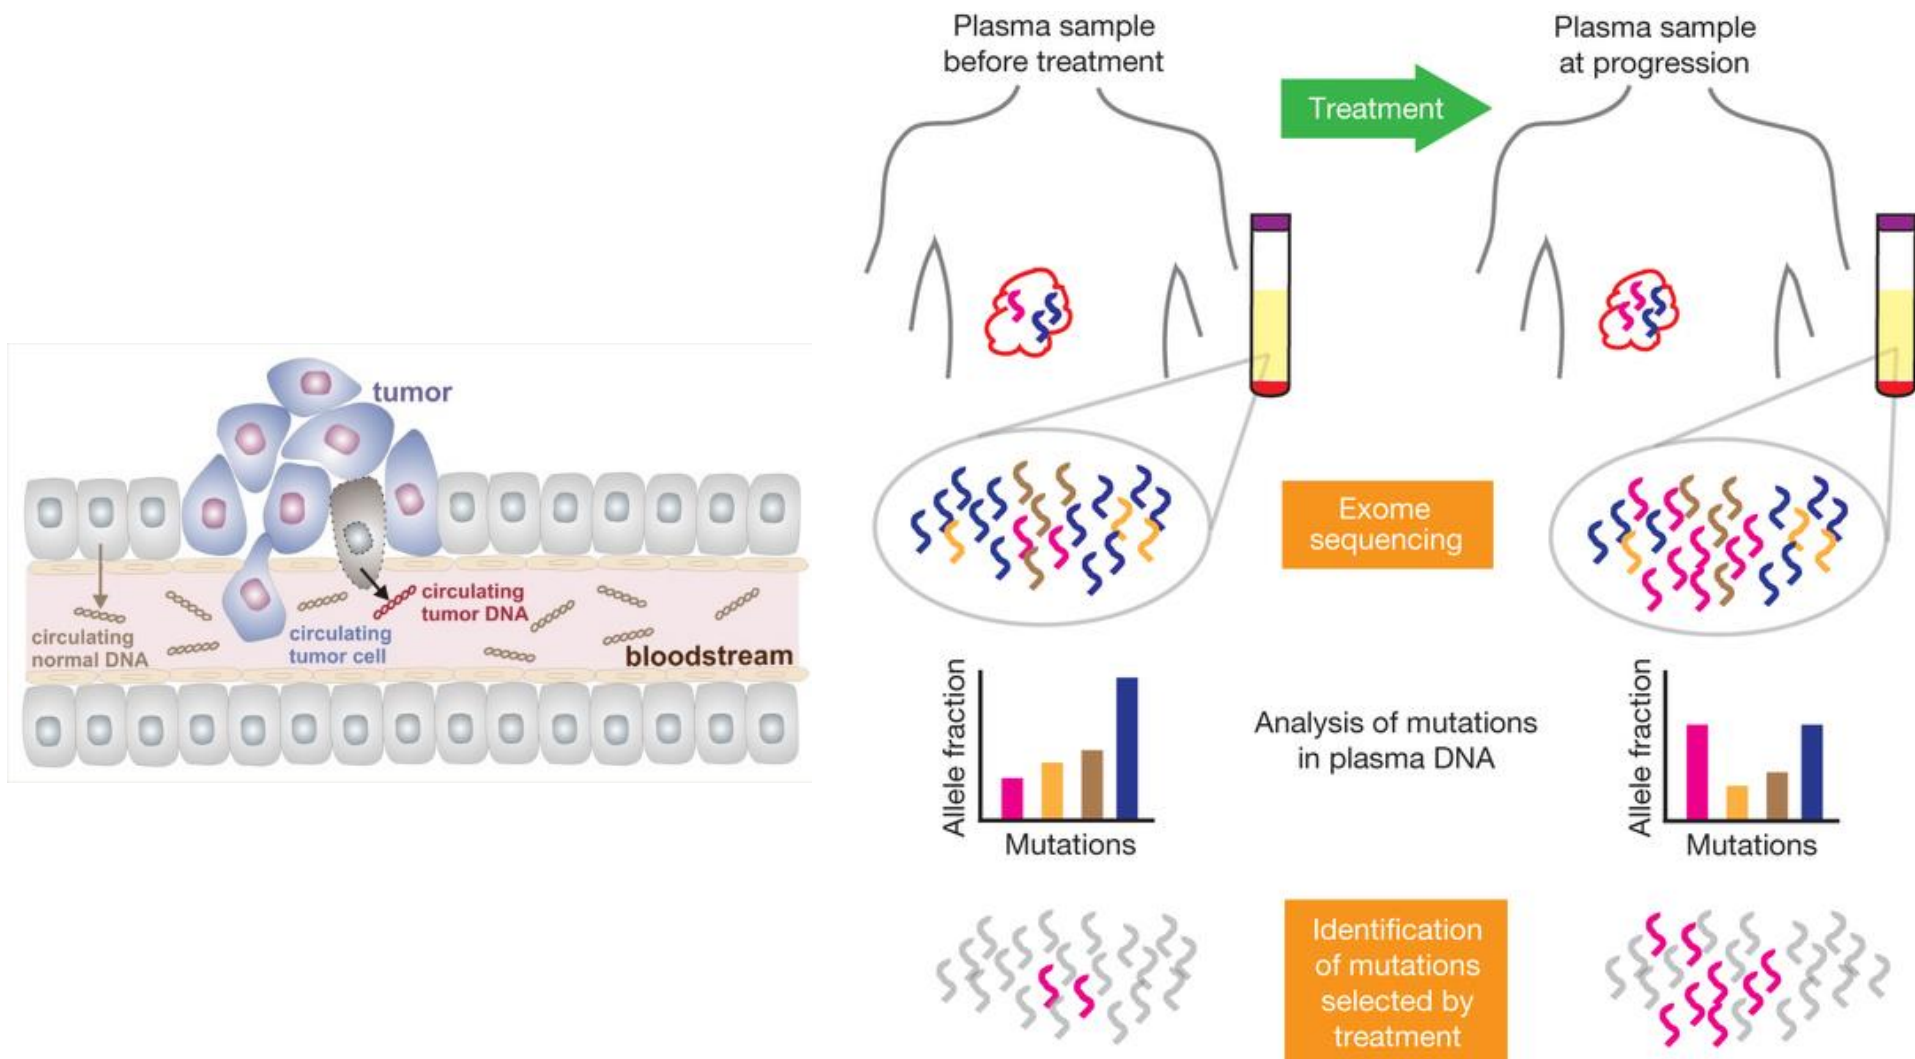 tumor
circulating
tumor DNA
circulating
normal DNA
circulating
tumor cell
bloodstream
Plasma sample
before treatment
Treatment
Plasma sample
at progression
Exome
sequencing
Allele fraction
Mutations
Analysis of mutations
in plasma DNA
Allele fraction
Mutations
Identification
of mutations
selected by
treatment